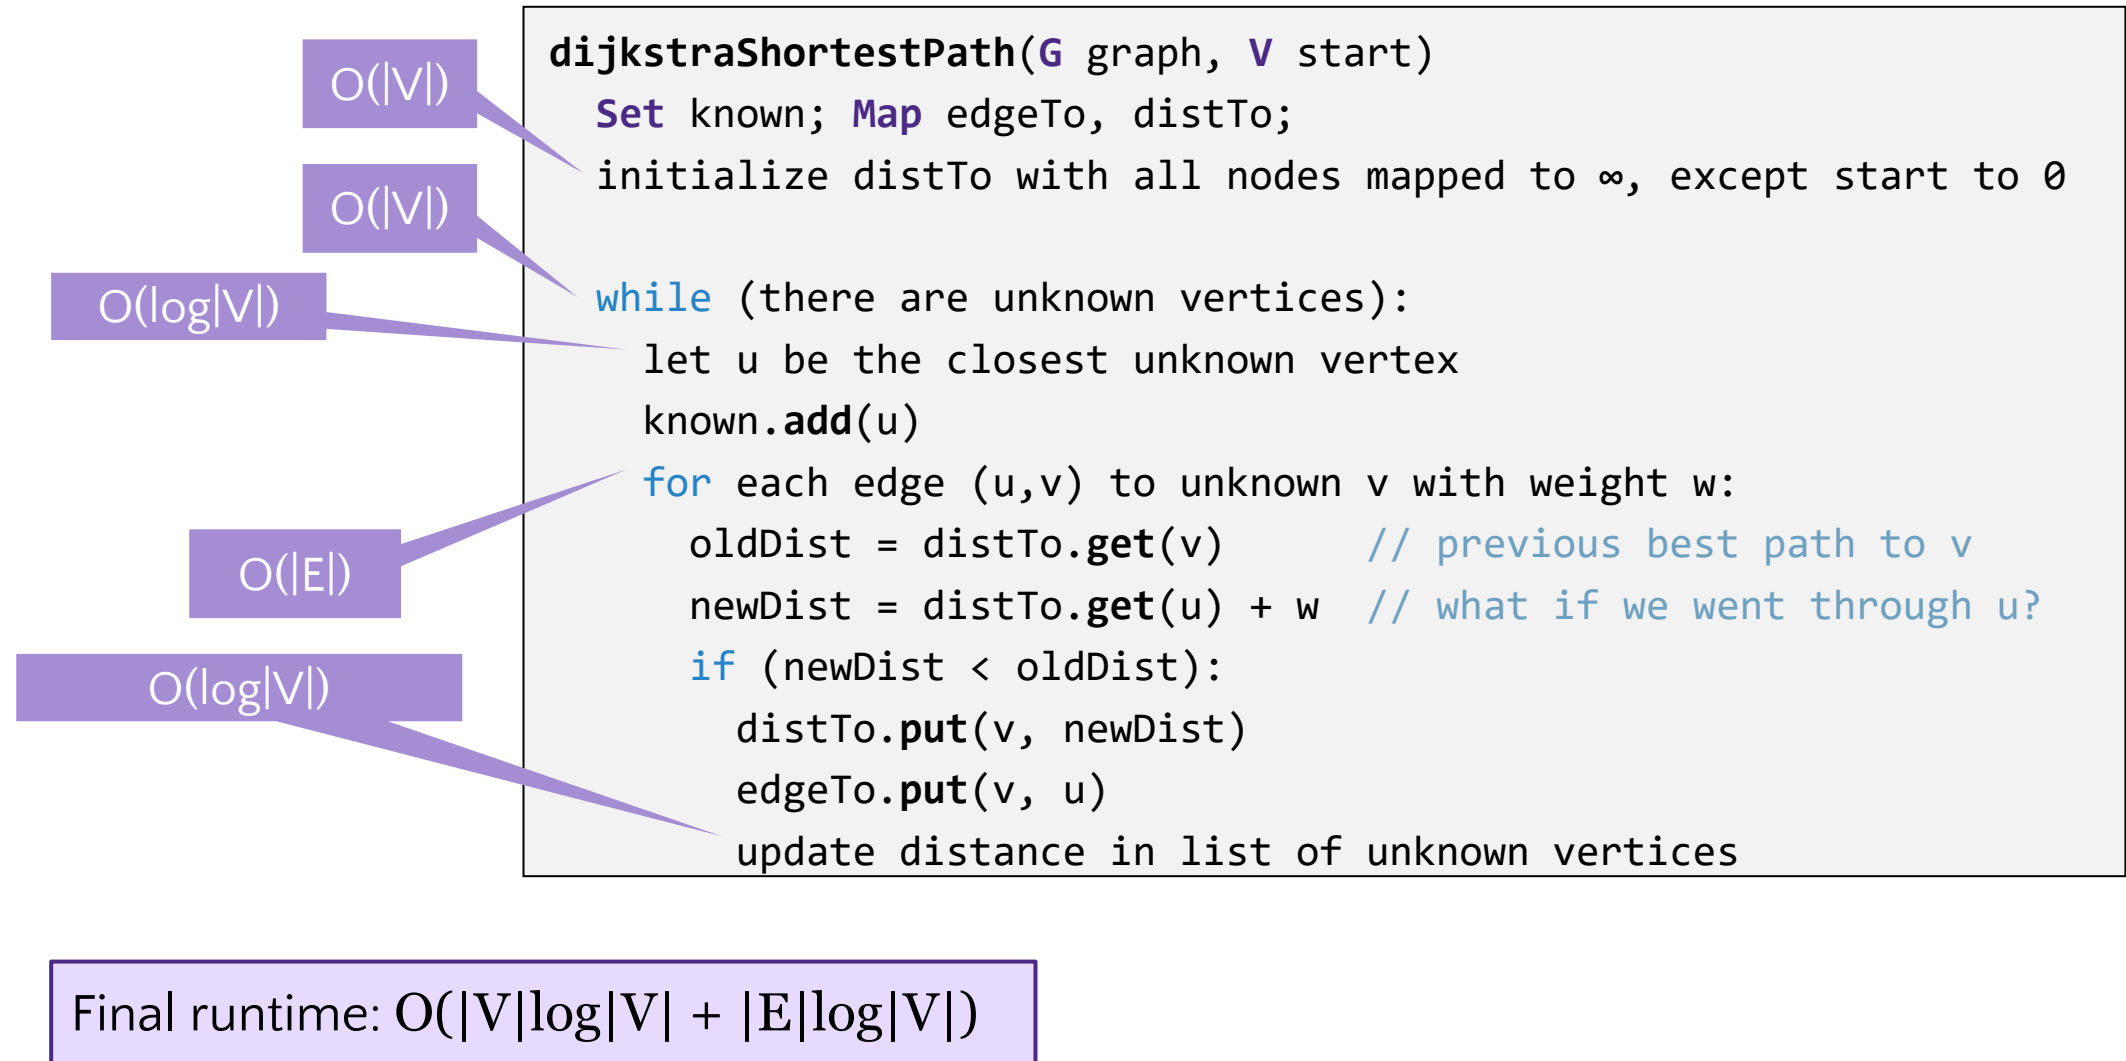 O(|V|)
O(|V|)
O(log|V|)
O(|E|)
O(log|V|)
dijkstraShortestPath(G graph, V start)
  Set known; Map edgeTo, distTo;
  initialize distTo with all nodes mapped to ∞, except start to 0
  while (there are unknown vertices):
    let u be the closest unknown vertex
    known.add(u)
    for each edge (u,v) to unknown v with weight w:
      oldDist = distTo.get(v)      // previous best path to v
      newDist = distTo.get(u) + w  // what if we went through u?
      if (newDist < oldDist):
        distTo.put(v, newDist)
        edgeTo.put(v, u)
        update distance in list of unknown vertices
Final runtime: O(|V|log|V| + |E|log|V|)